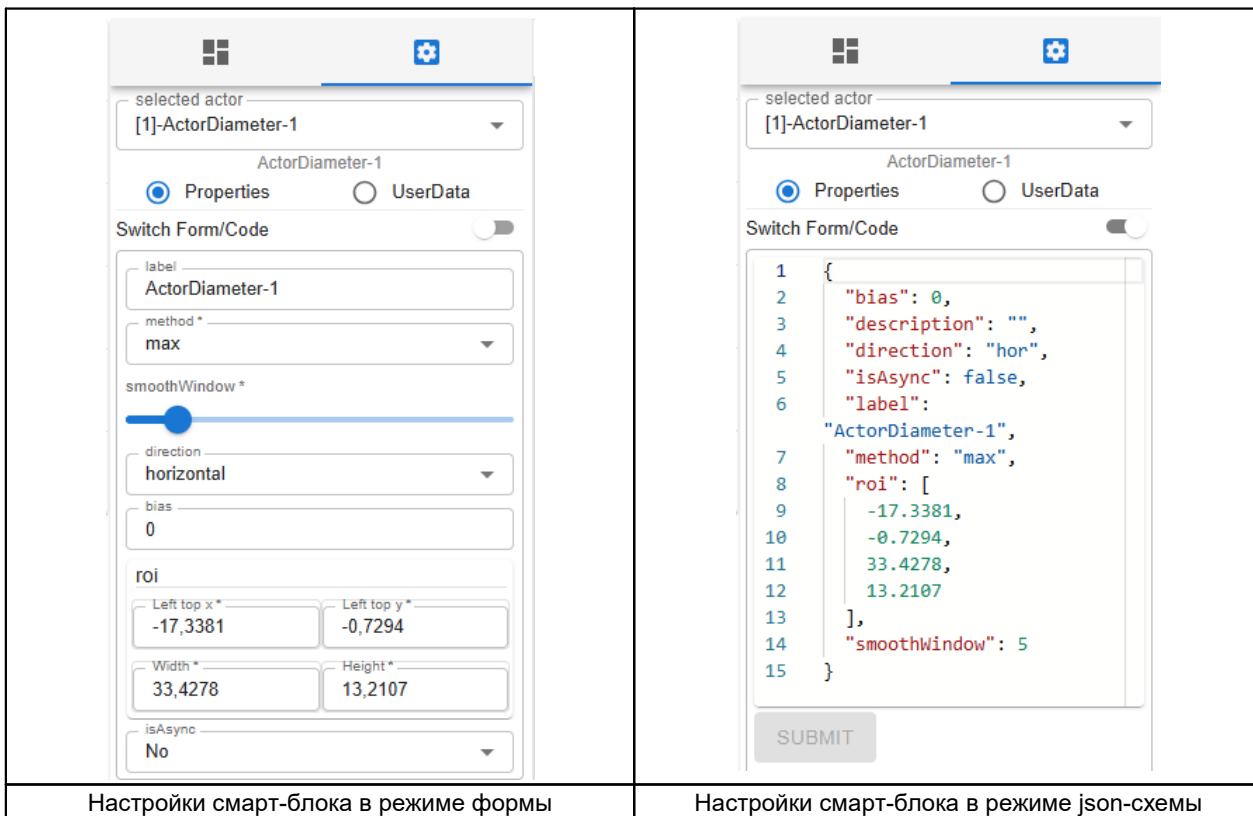 selected actor
[1]-ActorDiameter-1
ActorDiameter-1
Properties
UserData
Switch Form/Code
label
ActorDiameter-1
method *
max
smoothWindow *
direction
horizontal
bias
0
roi
Left top x *
-17,3381
Left top y *
-0,7294
Width *
33,4278
Height *
13,2107
isAsync
No
Настройки смарт-блока в режиме формы
selected actor
[1]-ActorDiameter-1
ActorDiameter-1
Properties
UserData
Switch Form/Code
1 {
2 "bias": 0,
3 "description": "",
4 "direction": "hor",
5 "isAsync": false,
6 "label":
"ActorDiameter-1",
7 "method": "max",
8 "roi": [
9 -17.3381,
10 -0.7294,
11 33.4278,
12 13.2107
13 ],
14 "smoothWindow": 5
15 }
SUBMIT
Настройки смарт-блока в режиме json-схемы